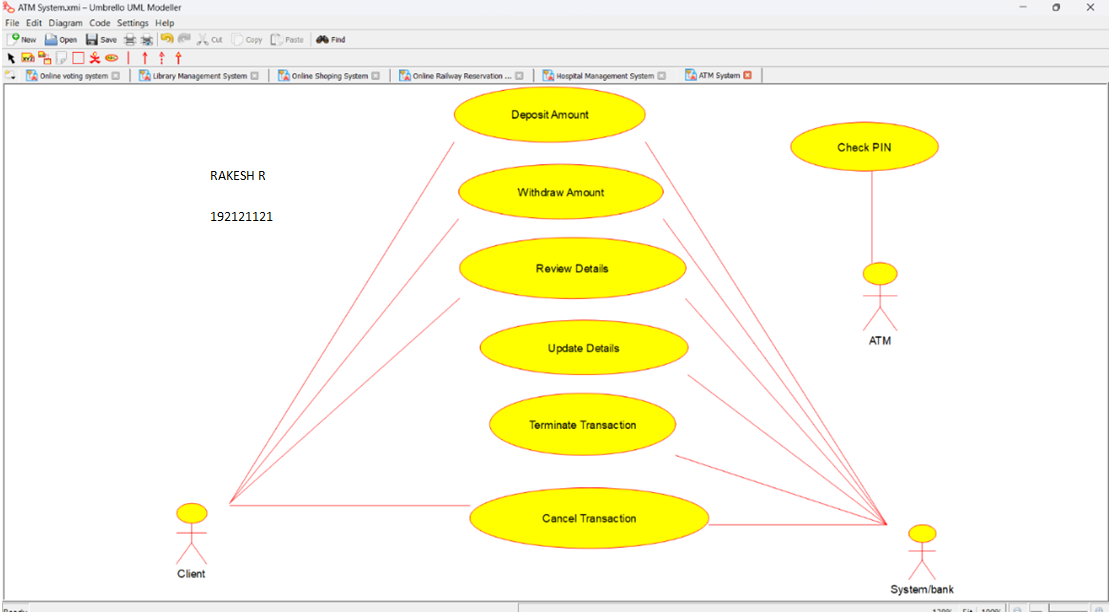 ATM System.xmi – Umbrello UML Modeller
File Edit Diagram Code Settings Help
New Open Save Cut Copy Paste Find
Online voting system Library Management System Online Shoping System Online Railway Reservation ... Hospital Management System ATM System
Deposit Amount
Check PIN
RAKESH R
Withdraw Amount
192121121
Review Details
ATM
Update Details
Terminate Transaction
Cancel Transaction
Client
System/bank